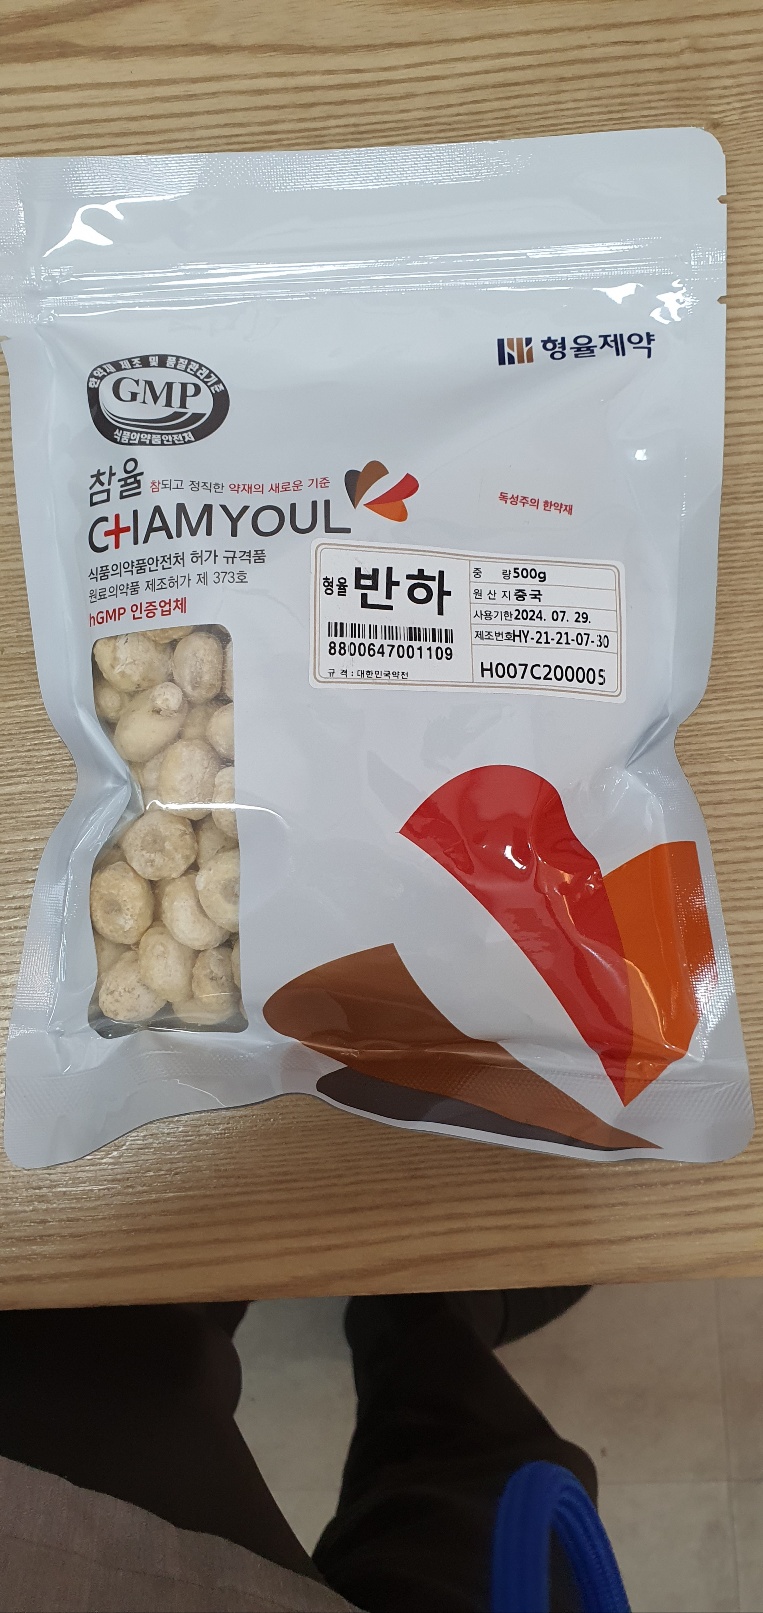 형율제약
한약재 제조 및 품질관리기준
GMP
식품의약품안전처
참율 참되고 정직한 약재의 새로운 기준
CHAMYOUL
독성주의 한약재
식품의약품안전처 허가 규격품
원료의약품 제조허가 제 373호
hGMP 인증업체
형율 반하
8800647001109
규 격 : 대한민국약전
중 량 500g
원 산 지 중국
사용기한 2024. 07. 29.
제조번호 HY-21-21-07-30
H007C200005